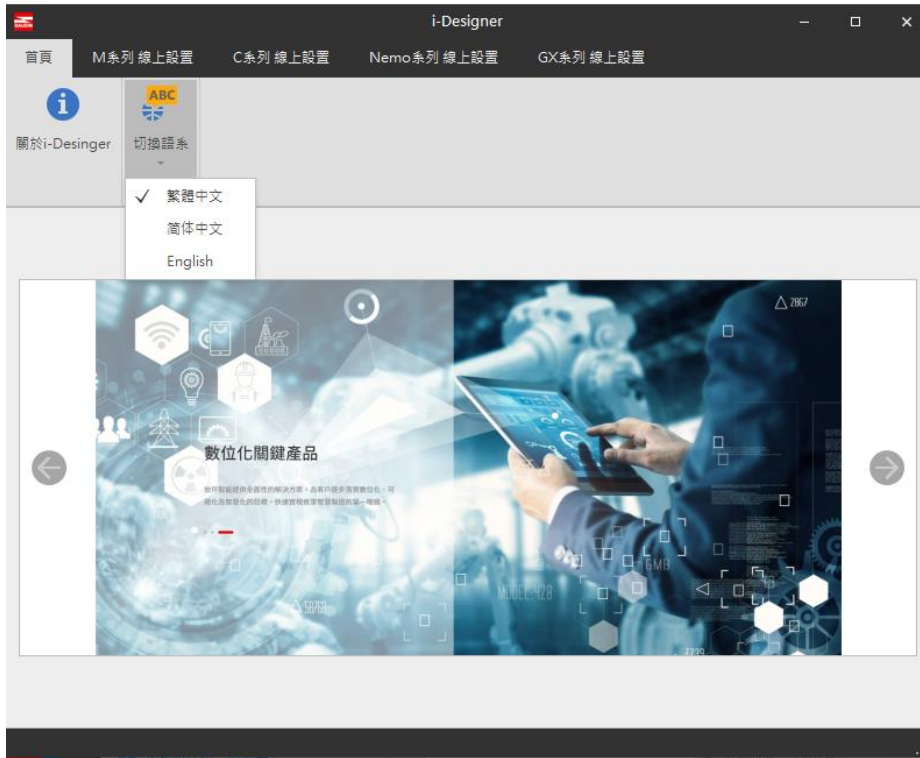 DAUDIN
i-Designer
首頁 M系列 線上設置 C系列 線上設置 Nemo系列 線上設置 GX系列 線上設置
ABC
關於i-Desinger 切換語系
繁體中文
简体中文
English
2867
數位化關鍵產品